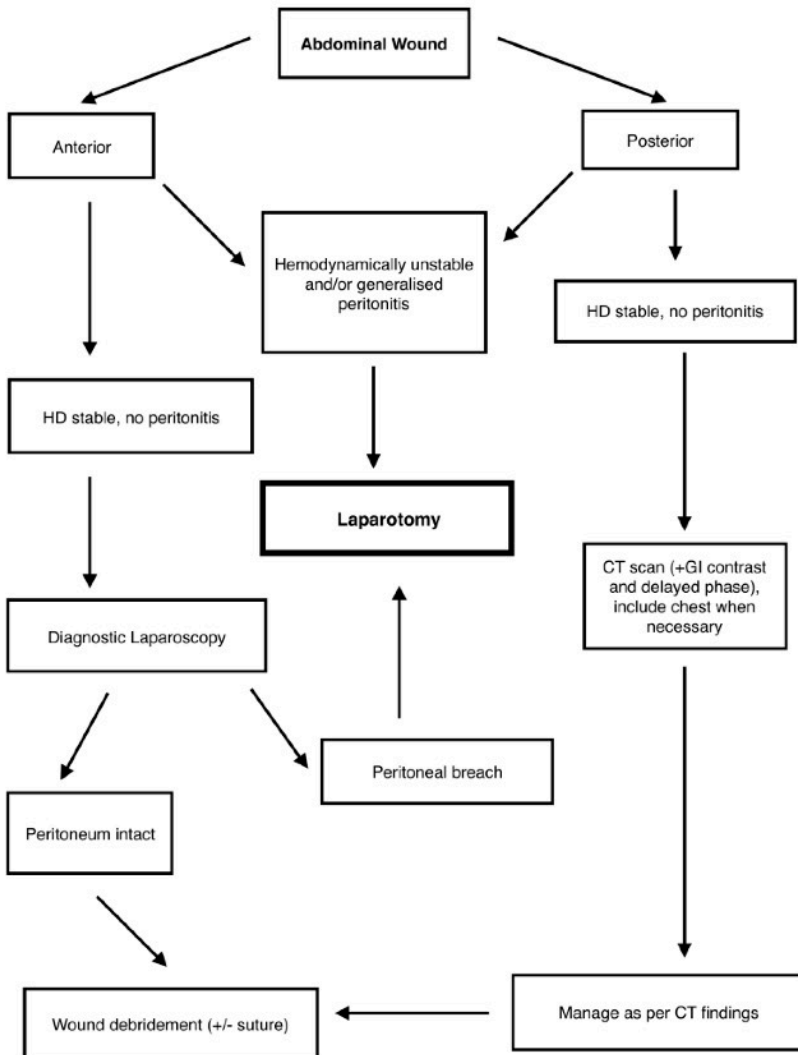 Abdominal Wound
Anterior
Posterior
Hemodynamically unstable
and/or generalised
peritonitis
HD stable, no peritonitis
HD stable, no peritonitis
Laparotomy
CT scan (+GI contrast
and delayed phase),
include chest when
necessary
Diagnostic Laparoscopy
Peritoneal breach
Peritoneum intact
Wound debridement (+/- suture)
Manage as per CT findings